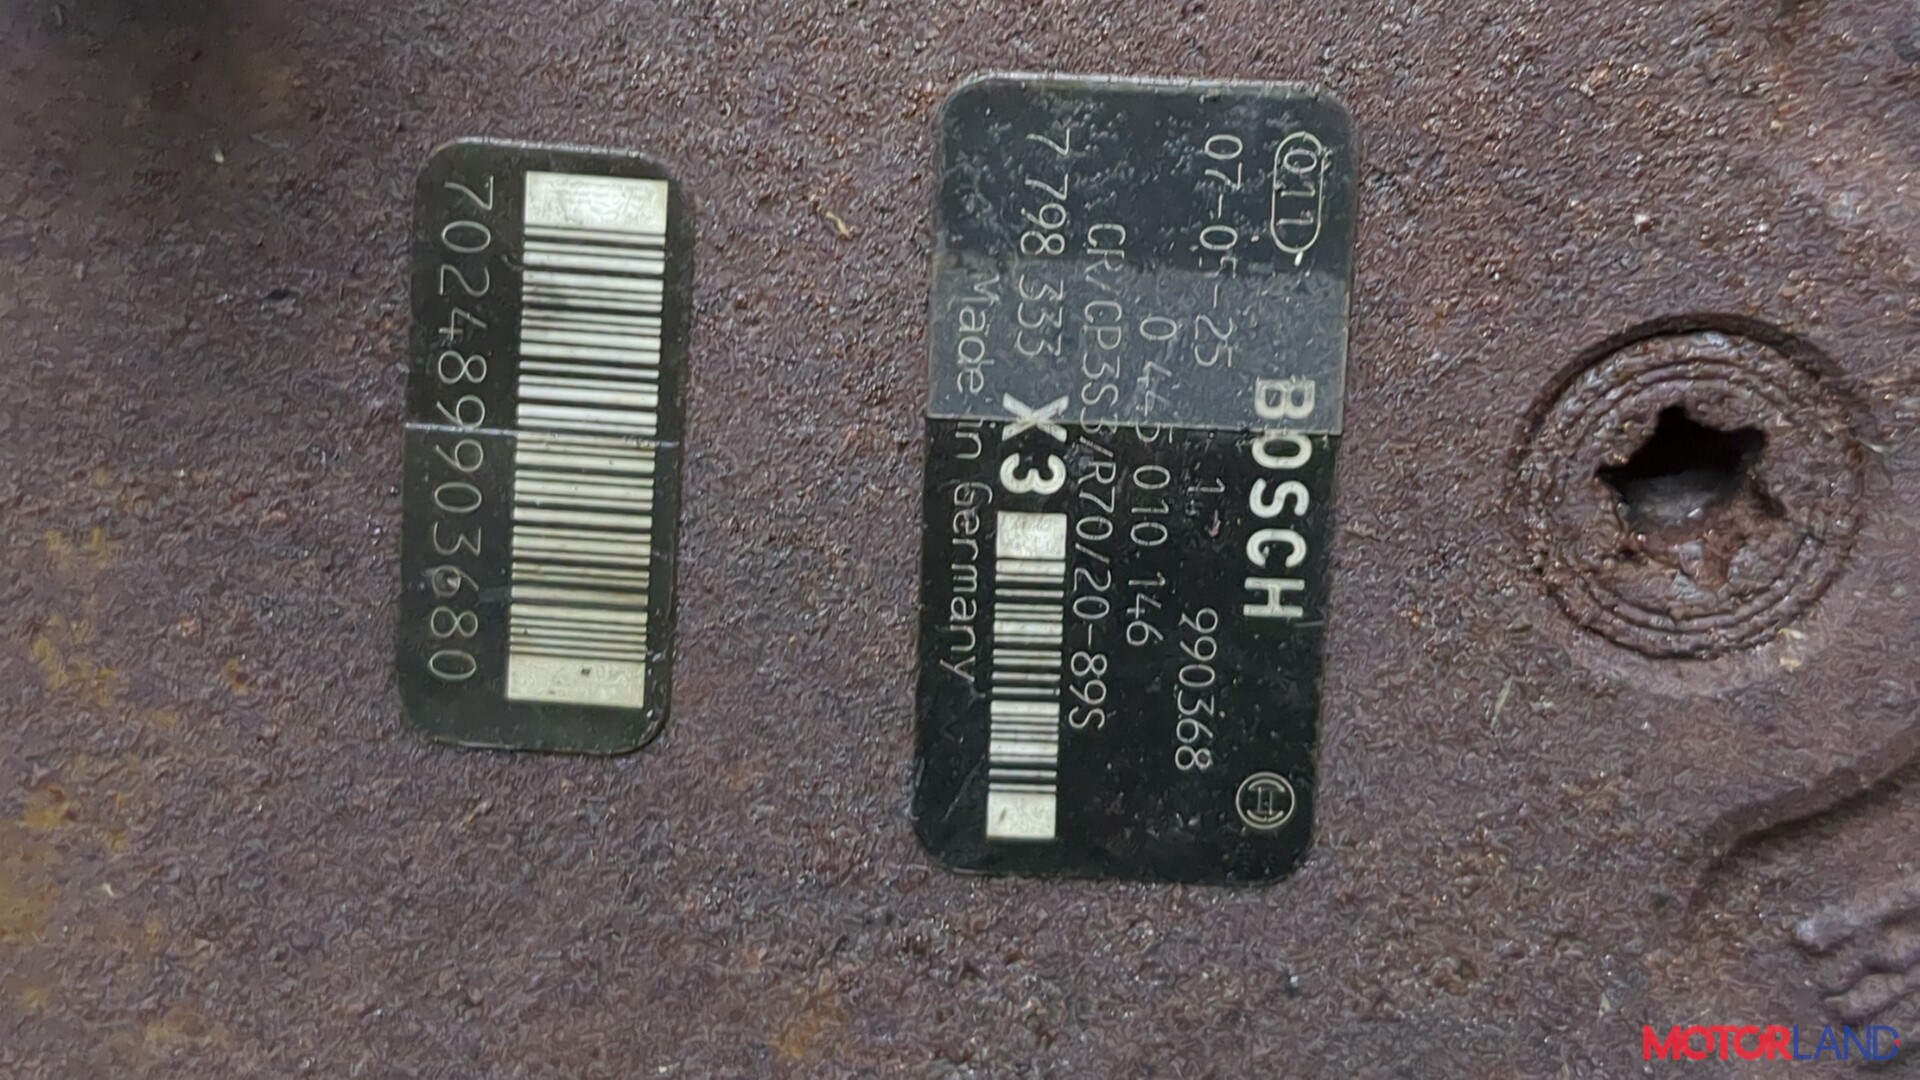 7024899903680
011
BOSCH
07-05-25 14 990368
0 445 010 146
CR/CP3S3/R70/20-89S
7 798 333 X3
Made in Germany
MOTORLAND